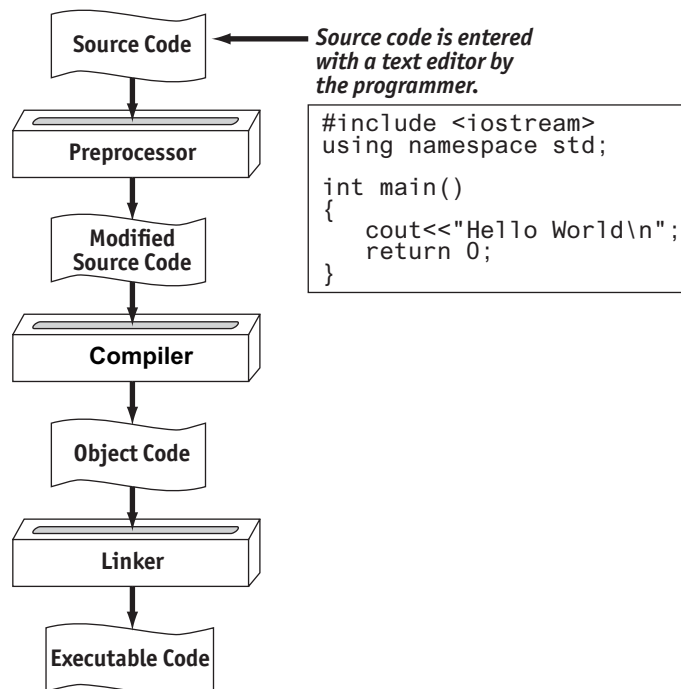 Source Code
Source code is entered
with a text editor by
the programmer.
#include <iostream>
using namespace std;
int main()
{
   cout<<"Hello World\n";
   return 0;
}
Preprocessor
Modified
Source Code
Compiler
Object Code
Linker
Executable Code